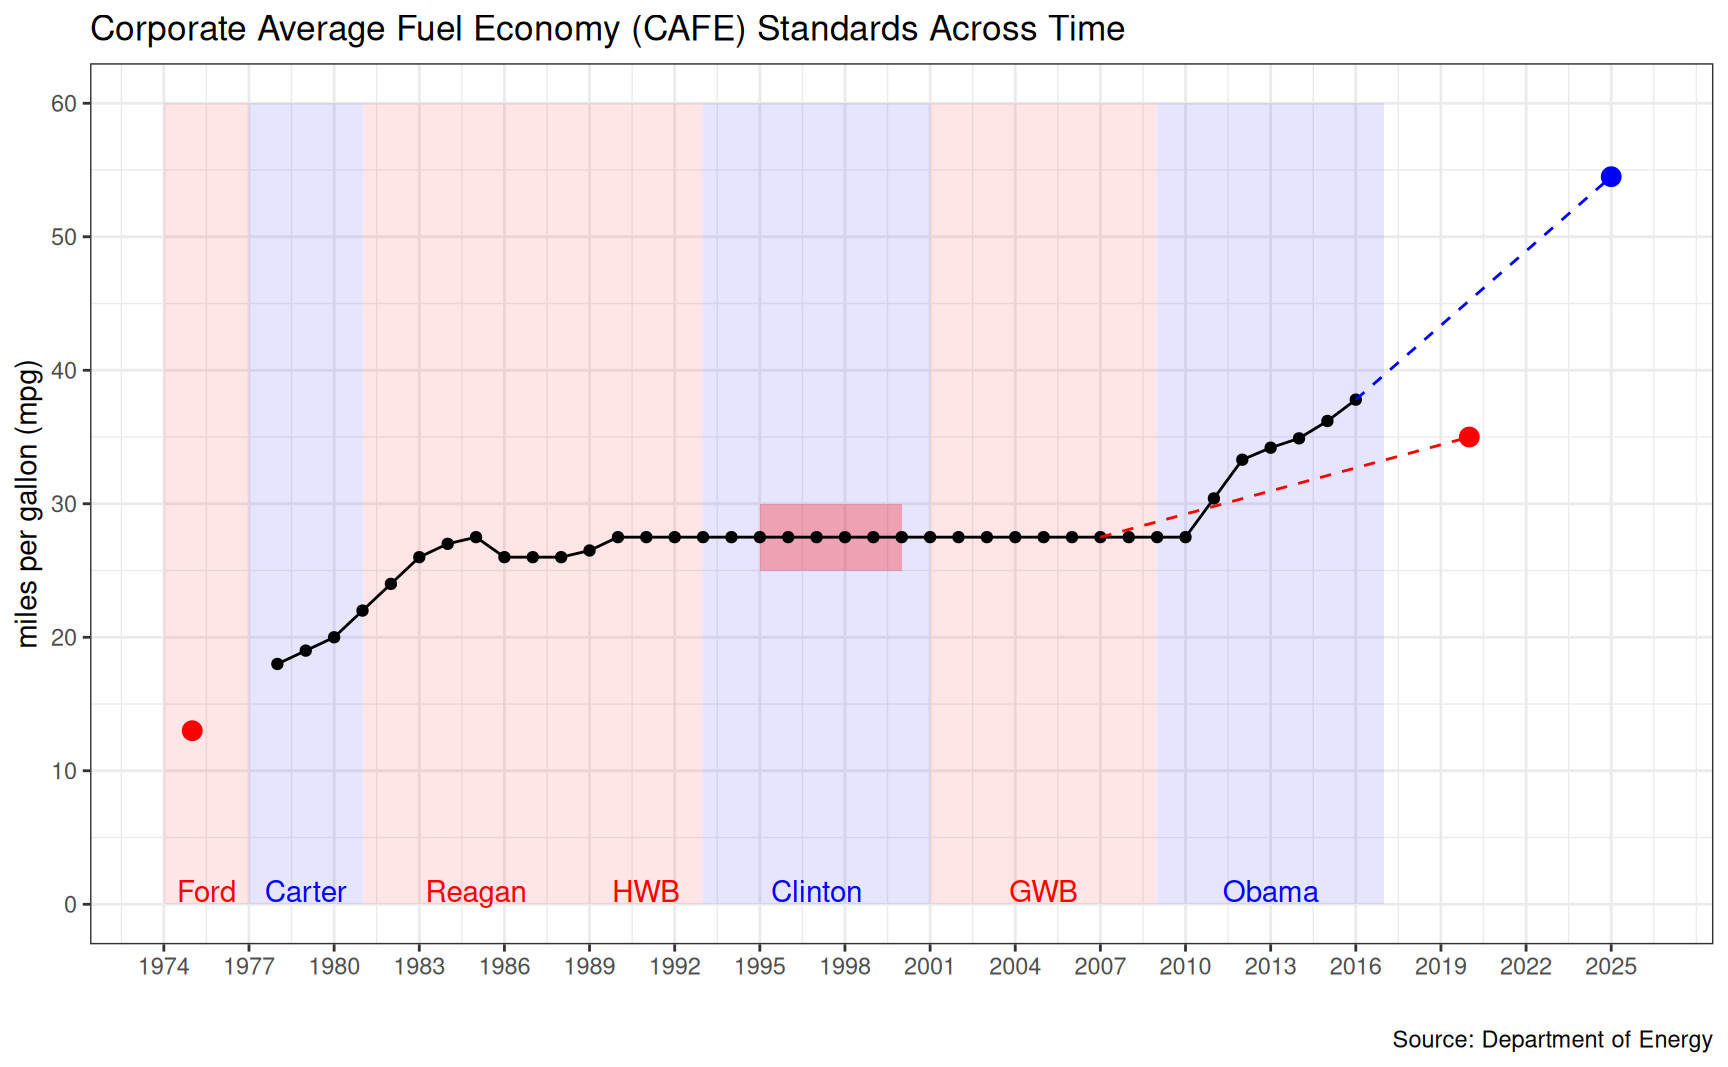 Corporate Average Fuel Economy (CAFE) Standards Across Time
miles per gallon (mpg)
60
50
40
30
20
10
0
Ford Carter Reagan HWB Clinton GWB Obama
1974 1977 1980 1983 1986 1989 1992 1995 1998 2001 2004 2007 2010 2013 2016 2019 2022 2025
Source: Department of Energy